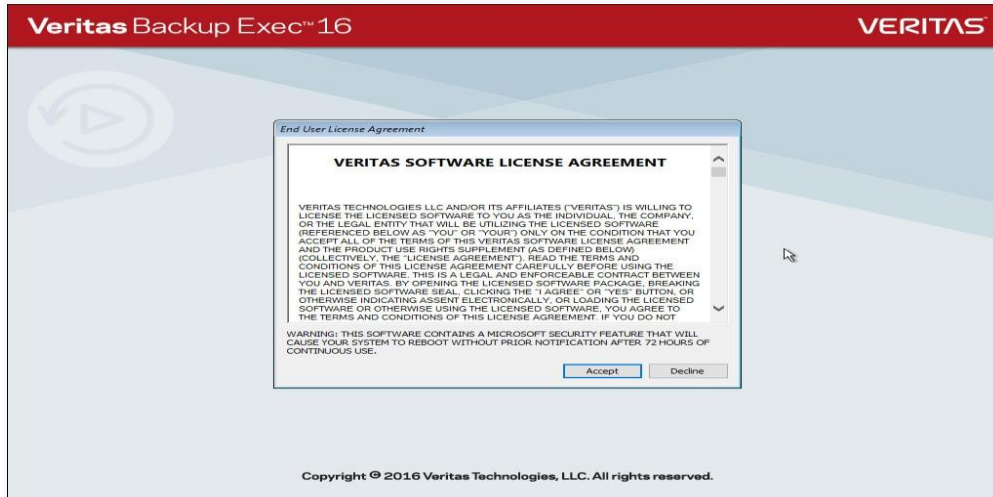 Veritas Backup Exec™ 16
VERITAS
End User License Agreement
VERITAS SOFTWARE LICENSE AGREEMENT
VERITAS TECHNOLOGIES LLC AND/OR ITS AFFILIATES ("VERITAS") IS WILLING TO
LICENSE THE LICENSED SOFTWARE TO YOU AS THE INDIVIDUAL, THE COMPANY,
OR THE LEGAL ENTITY THAT WILL BE UTILIZING THE LICENSED SOFTWARE
(REFERENCED BELOW AS "YOU" OR "YOUR") ONLY ON THE CONDITION THAT YOU
ACCEPT ALL OF THE TERMS OF THIS VERITAS SOFTWARE LICENSE AGREEMENT
AND THE PRODUCT USE RIGHTS SUPPLEMENT (AS DEFINED BELOW)
(COLLECTIVELY, THE "LICENSE AGREEMENT"). READ THE TERMS AND
CONDITIONS OF THIS LICENSE AGREEMENT CAREFULLY BEFORE USING THE
LICENSED SOFTWARE. THIS IS A LEGAL AND ENFORCEABLE CONTRACT BETWEEN
YOU AND VERITAS. BY OPENING THE LICENSED SOFTWARE PACKAGE, BREAKING
THE LICENSED SOFTWARE SEAL, CLICKING THE "I AGREE" OR "YES" BUTTON, OR
OTHERWISE INDICATING ASSENT ELECTRONICALLY, OR LOADING THE LICENSED
SOFTWARE OR OTHERWISE USING THE LICENSED SOFTWARE, YOU AGREE TO
THE TERMS AND CONDITIONS OF THIS LICENSE AGREEMENT. IF YOU DO NOT
WARNING: THIS SOFTWARE CONTAINS A MICROSOFT SECURITY FEATURE THAT WILL
CAUSE YOUR SYSTEM TO REBOOT WITHOUT PRIOR NOTIFICATION AFTER 72 HOURS OF
CONTINUOUS USE.
Accept
Decline
Copyright © 2016 Veritas Technologies, LLC. All rights reserved.